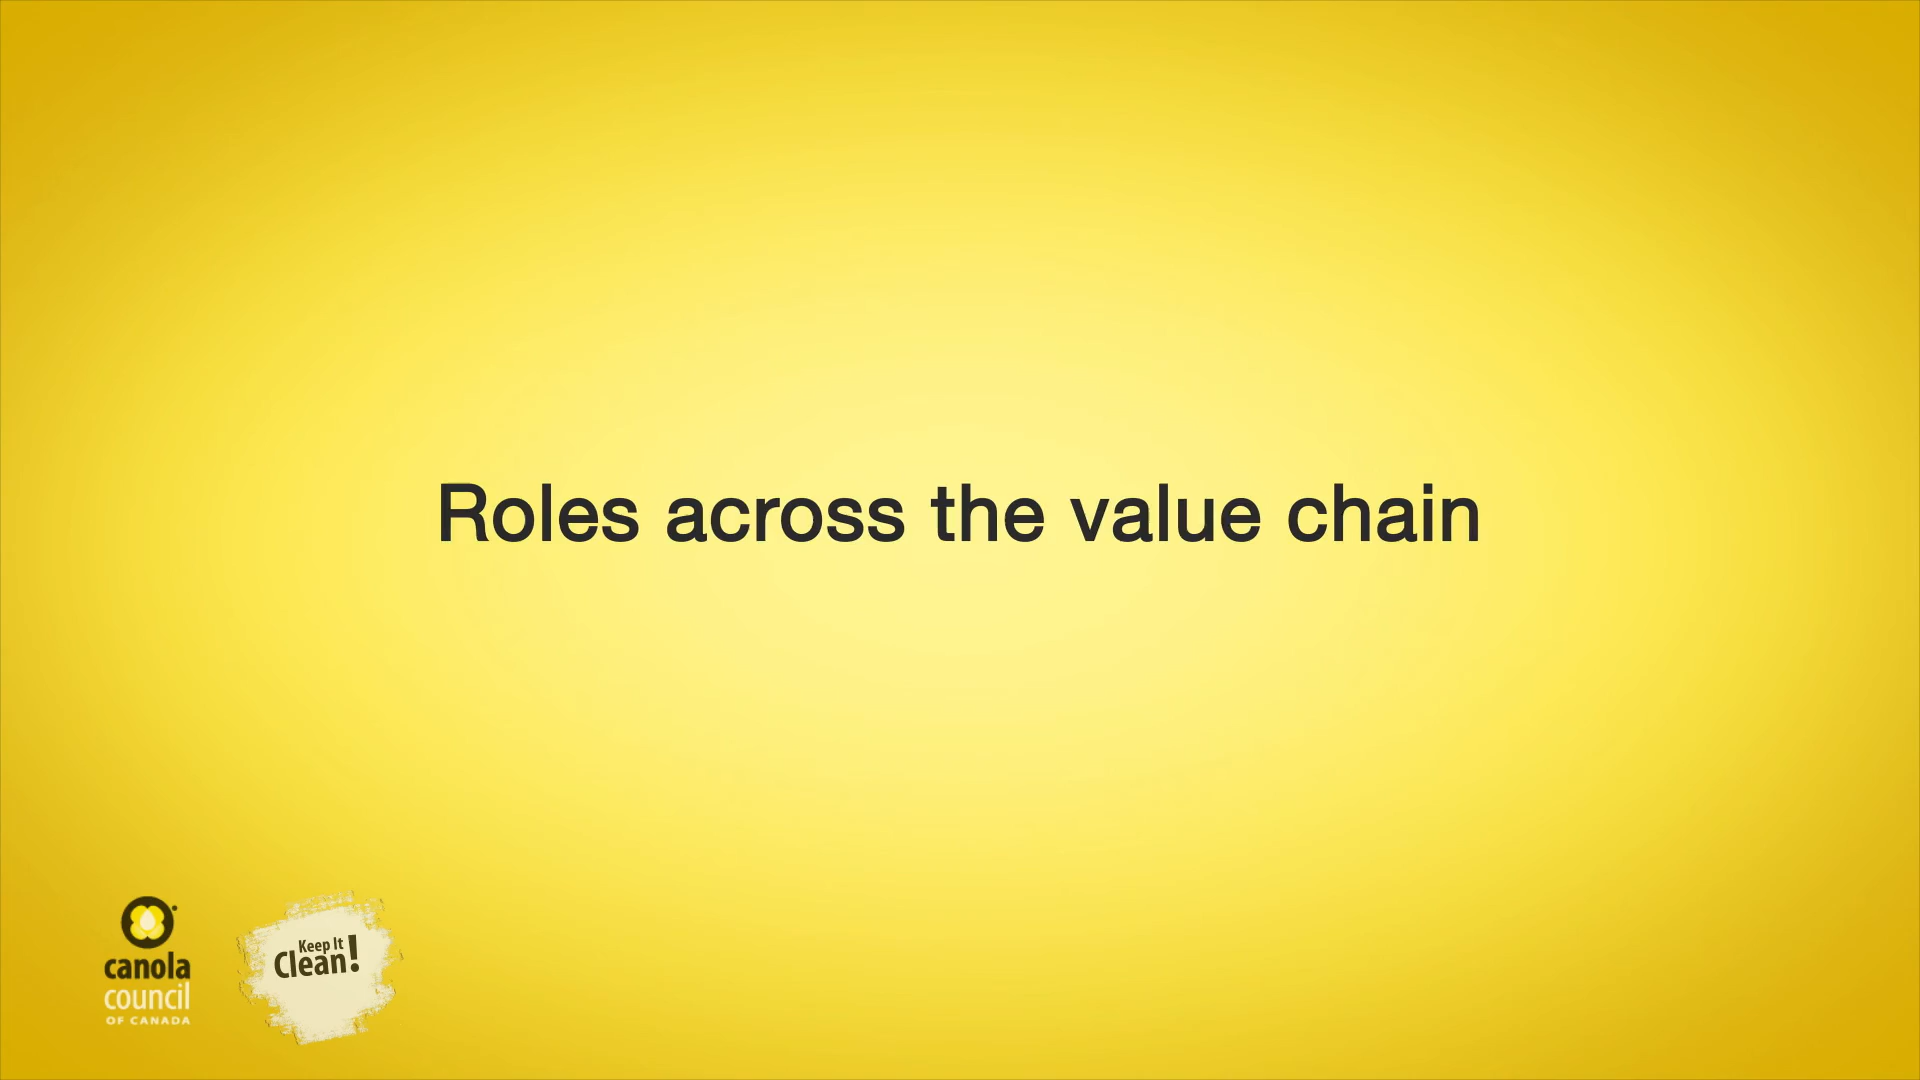 Roles across the value chain
canola
council
OF CANADA
Keep It
Clean!